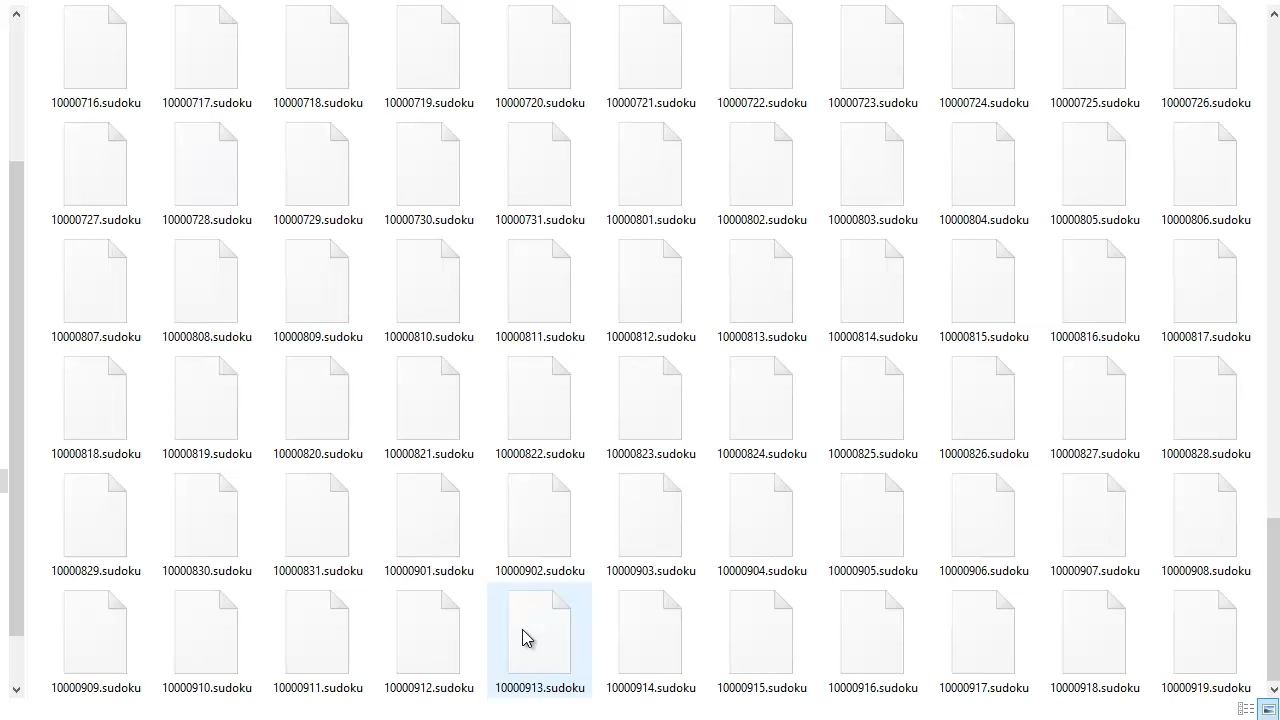 10000716.sudoku 10000717.sudoku 10000718.sudoku 10000719.sudoku 10000720.sudoku 10000721.sudoku 10000722.sudoku 10000723.sudoku 10000724.sudoku 10000725.sudoku 10000726.sudoku
10000727.sudoku 10000728.sudoku 10000729.sudoku 10000730.sudoku 10000731.sudoku 10000801.sudoku 10000802.sudoku 10000803.sudoku 10000804.sudoku 10000805.sudoku 10000806.sudoku
10000807.sudoku 10000808.sudoku 10000809.sudoku 10000810.sudoku 10000811.sudoku 10000812.sudoku 10000813.sudoku 10000814.sudoku 10000815.sudoku 10000816.sudoku 10000817.sudoku
10000818.sudoku 10000819.sudoku 10000820.sudoku 10000821.sudoku 10000822.sudoku 10000823.sudoku 10000824.sudoku 10000825.sudoku 10000826.sudoku 10000827.sudoku 10000828.sudoku
10000829.sudoku 10000830.sudoku 10000831.sudoku 10000901.sudoku 10000902.sudoku 10000903.sudoku 10000904.sudoku 10000905.sudoku 10000906.sudoku 10000907.sudoku 10000908.sudoku
10000909.sudoku 10000910.sudoku 10000911.sudoku 10000912.sudoku 10000913.sudoku 10000914.sudoku 10000915.sudoku 10000916.sudoku 10000917.sudoku 10000918.sudoku 10000919.sudoku